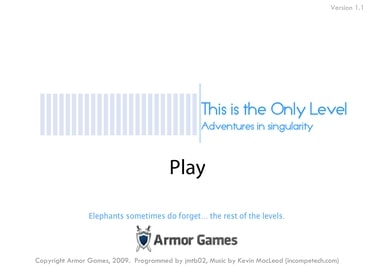 Version 1.1
This is the Only Level
Adventures in singularity
Play
Elephants sometimes do forget... the rest of the levels.
Armor Games
Copyright Armor Games, 2009. Programmed by jmtb02, Music by Kevin MacLeod (incompetech.com)